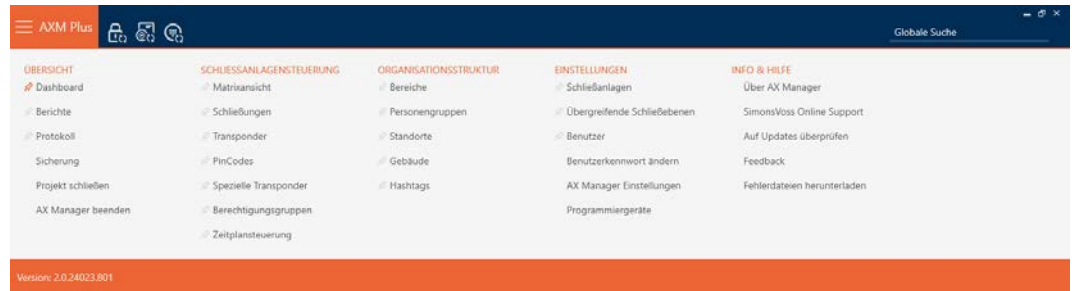 AXM Plus
Globale Suche
ÜBERSICHT
Dashboard
Berichte
Protokoll
Sicherung
Projekt schließen
AX Manager beenden
SCHLIESSANLAGENSTEUERUNG
Matrixansicht
Schließungen
Transponder
PinCodes
Spezielle Transponder
Berechtigungsgruppen
Zeitplansteuerung
ORGANISATIONSSTRUKTUR
Bereiche
Personengruppen
Standorte
Gebäude
Hashtags
EINSTELLUNGEN
Schließanlagen
Übergreifende Schließebenen
Benutzer
Benutzerkennwort ändern
AX Manager Einstellungen
Programmiergeräte
INFO & HILFE
Über AX Manager
SimonsVoss Online Support
Auf Updates überprüfen
Feedback
Fehlerdateien herunterladen
Version: 2.0.24023.801